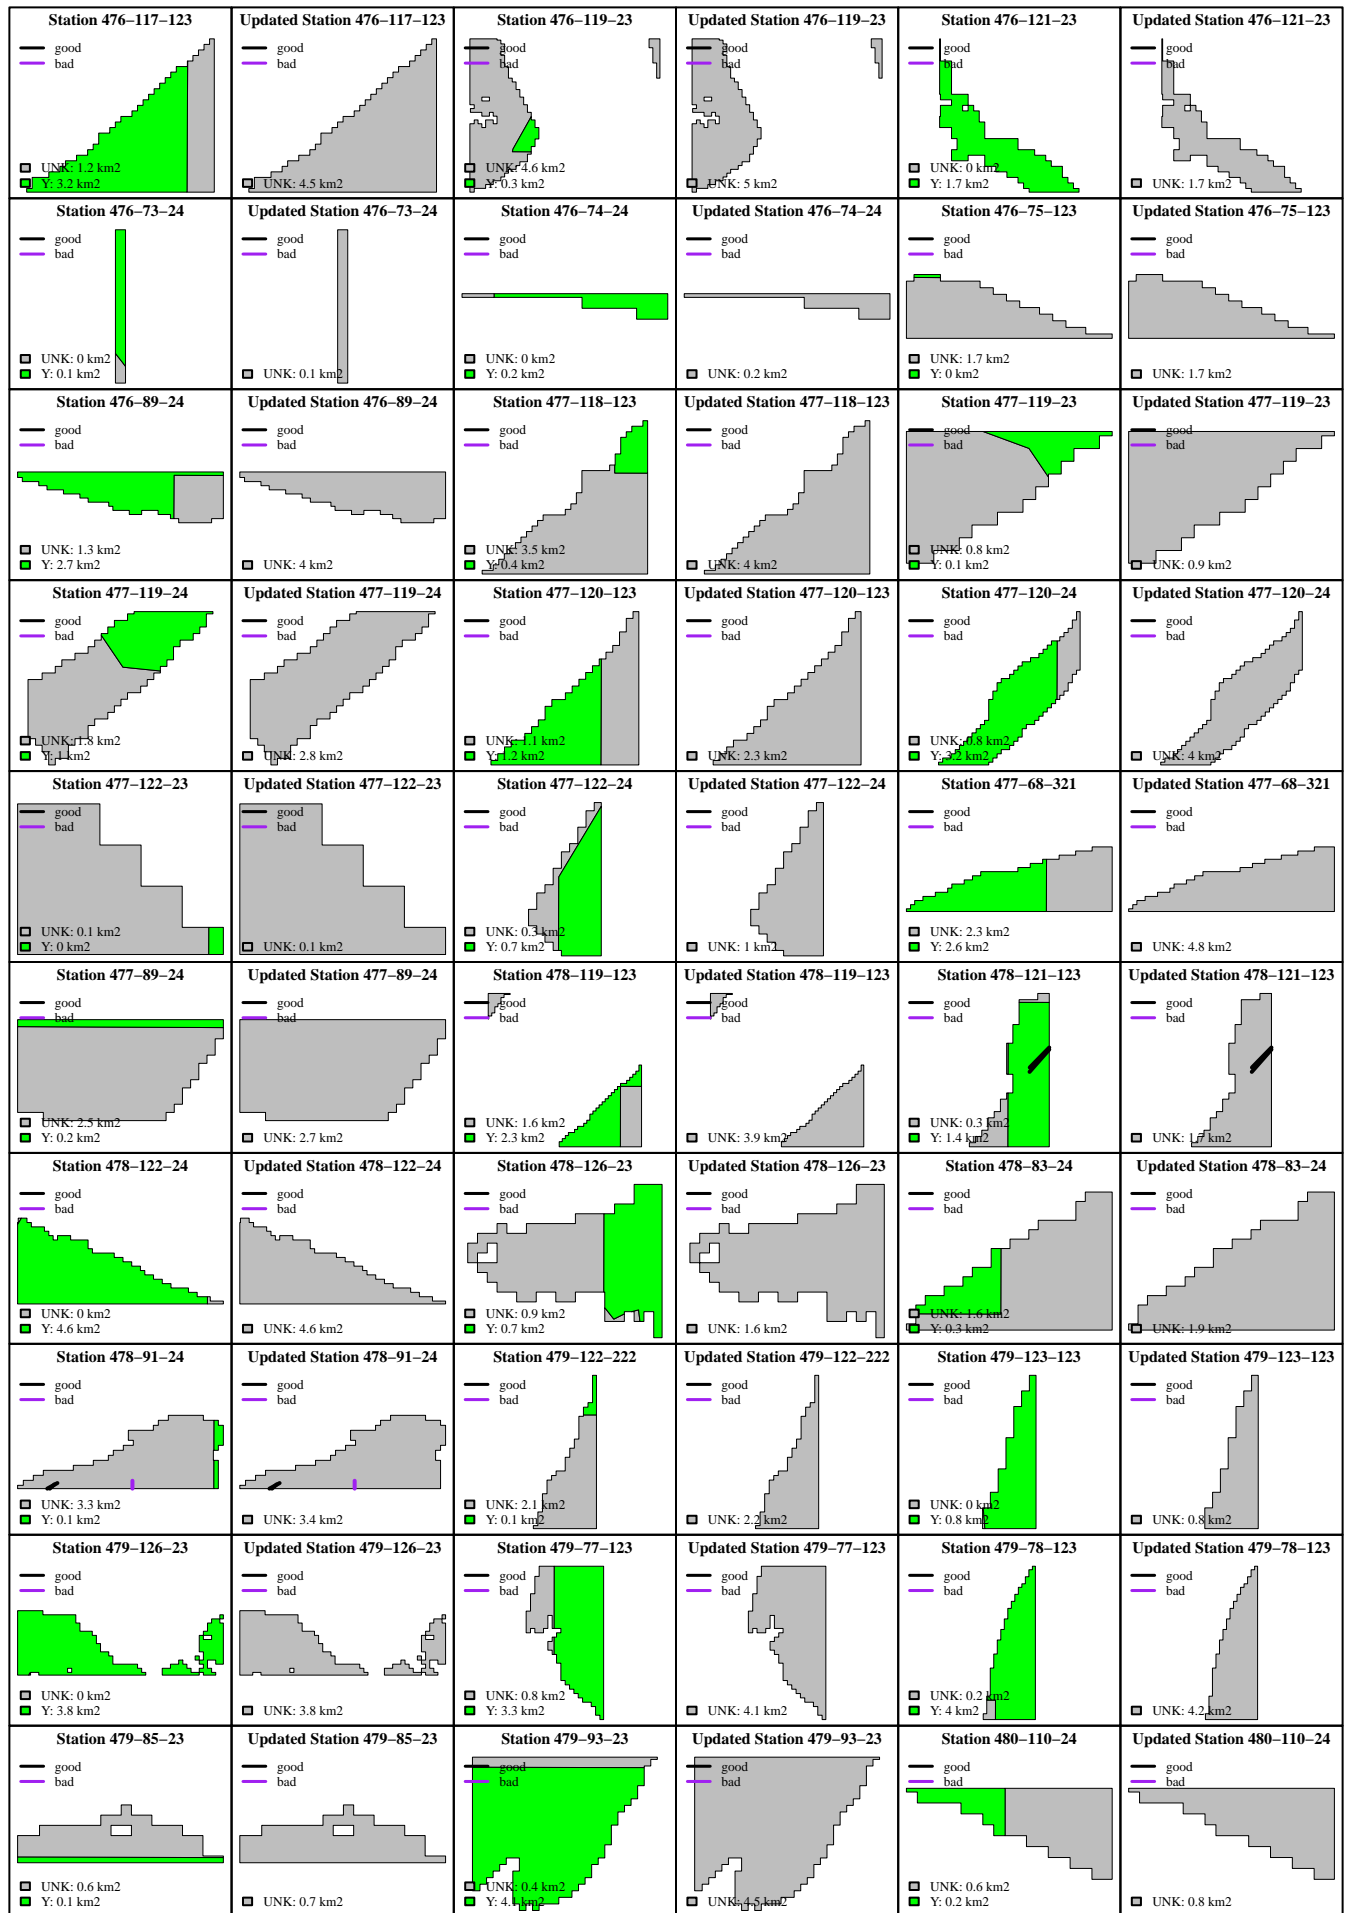 Station 476–117–123
good
bad
UNK: 1.2 km2
Y: 3.2 km2
Updated Station 476–117–123
good
bad
UNK: 4.5 km2
Station 476–119–23
good
bad
UNK: 4.6 km2
Y: 0.3 km2
Updated Station 476–119–23
good
bad
UNK: 5 km2
Station 476–121–23
good
bad
UNK: 0 km2
Y: 1.7 km2
Updated Station 476–121–23
good
bad
UNK: 1.7 km2
Station 476–73–24
good
bad
UNK: 0 km2
Y: 0.1 km2
Updated Station 476–73–24
good
bad
UNK: 0.1 km2
Station 476–74–24
good
bad
UNK: 0 km2
Y: 0.2 km2
Updated Station 476–74–24
good
bad
UNK: 0.2 km2
Station 476–75–123
good
bad
UNK: 1.7 km2
Y: 0 km2
Updated Station 476–75–123
good
bad
UNK: 1.7 km2
Station 476–89–24
good
bad
UNK: 1.3 km2
Y: 2.7 km2
Updated Station 476–89–24
good
bad
UNK: 4 km2
Station 477–118–123
good
bad
UNK: 3.5 km2
Y: 0.4 km2
Updated Station 477–118–123
good
bad
UNK: 4 km2
Station 477–119–23
good
bad
UNK: 0.8 km2
Y: 0.1 km2
Updated Station 477–119–23
good
bad
UNK: 0.9 km2
Station 477–119–24
good
bad
UNK: 1.8 km2
Y: 1 km2
Updated Station 477–119–24
good
bad
UNK: 2.8 km2
Station 477–120–123
good
bad
UNK: 1.1 km2
Y: 1.2 km2
Updated Station 477–120–123
good
bad
UNK: 2.3 km2
Station 477–120–24
good
bad
UNK: 0.8 km2
Y: 3.2 km2
Updated Station 477–120–24
good
bad
UNK: 4 km2
Station 477–122–23
good
bad
UNK: 0.1 km2
Y: 0 km2
Updated Station 477–122–23
good
bad
UNK: 0.1 km2
Station 477–122–24
good
bad
UNK: 0.3 km2
Y: 0.7 km2
Updated Station 477–122–24
good
bad
UNK: 1 km2
Station 477–68–321
good
bad
UNK: 2.3 km2
Y: 2.6 km2
Updated Station 477–68–321
good
bad
UNK: 4.8 km2
Station 477–89–24
good
bad
UNK: 2.5 km2
Y: 0.2 km2
Updated Station 477–89–24
good
bad
UNK: 2.7 km2
Station 478–119–123
good
bad
UNK: 1.6 km2
Y: 2.3 km2
Updated Station 478–119–123
good
bad
UNK: 3.9 km2
Station 478–121–123
good
bad
UNK: 0.3 km2
Y: 1.4 km2
Updated Station 478–121–123
good
bad
UNK: 1.7 km2
Station 478–122–24
good
bad
UNK: 0 km2
Y: 4.6 km2
Updated Station 478–122–24
good
bad
UNK: 4.6 km2
Station 478–126–23
good
bad
UNK: 0.9 km2
Y: 0.7 km2
Updated Station 478–126–23
good
bad
UNK: 1.6 km2
Station 478–83–24
good
bad
UNK: 1.6 km2
Y: 0.3 km2
Updated Station 478–83–24
good
bad
UNK: 1.9 km2
Station 478–91–24
good
bad
UNK: 3.3 km2
Y: 0.1 km2
Updated Station 478–91–24
good
bad
UNK: 3.4 km2
Station 479–122–222
good
bad
UNK: 2.1 km2
Y: 0.1 km2
Updated Station 479–122–222
good
bad
UNK: 2.2 km2
Station 479–123–123
good
bad
UNK: 0 km2
Y: 0.8 km2
Updated Station 479–123–123
good
bad
UNK: 0.8 km2
Station 479–126–23
good
bad
UNK: 0 km2
Y: 3.8 km2
Updated Station 479–126–23
good
bad
UNK: 3.8 km2
Station 479–77–123
good
bad
UNK: 0.8 km2
Y: 3.3 km2
Updated Station 479–77–123
good
bad
UNK: 4.1 km2
Station 479–78–123
good
bad
UNK: 0.2 km2
Y: 4 km2
Updated Station 479–78–123
good
bad
UNK: 4.2 km2
Station 479–85–23
good
bad
UNK: 0.6 km2
Y: 0.1 km2
Updated Station 479–85–23
good
bad
UNK: 0.7 km2
Station 479–93–23
good
bad
UNK: 0.4 km2
Y: 4.1 km2
Updated Station 479–93–23
good
bad
UNK: 4.5 km2
Station 480–110–24
good
bad
UNK: 0.6 km2
Y: 0.2 km2
Updated Station 480–110–24
good
bad
UNK: 0.8 km2